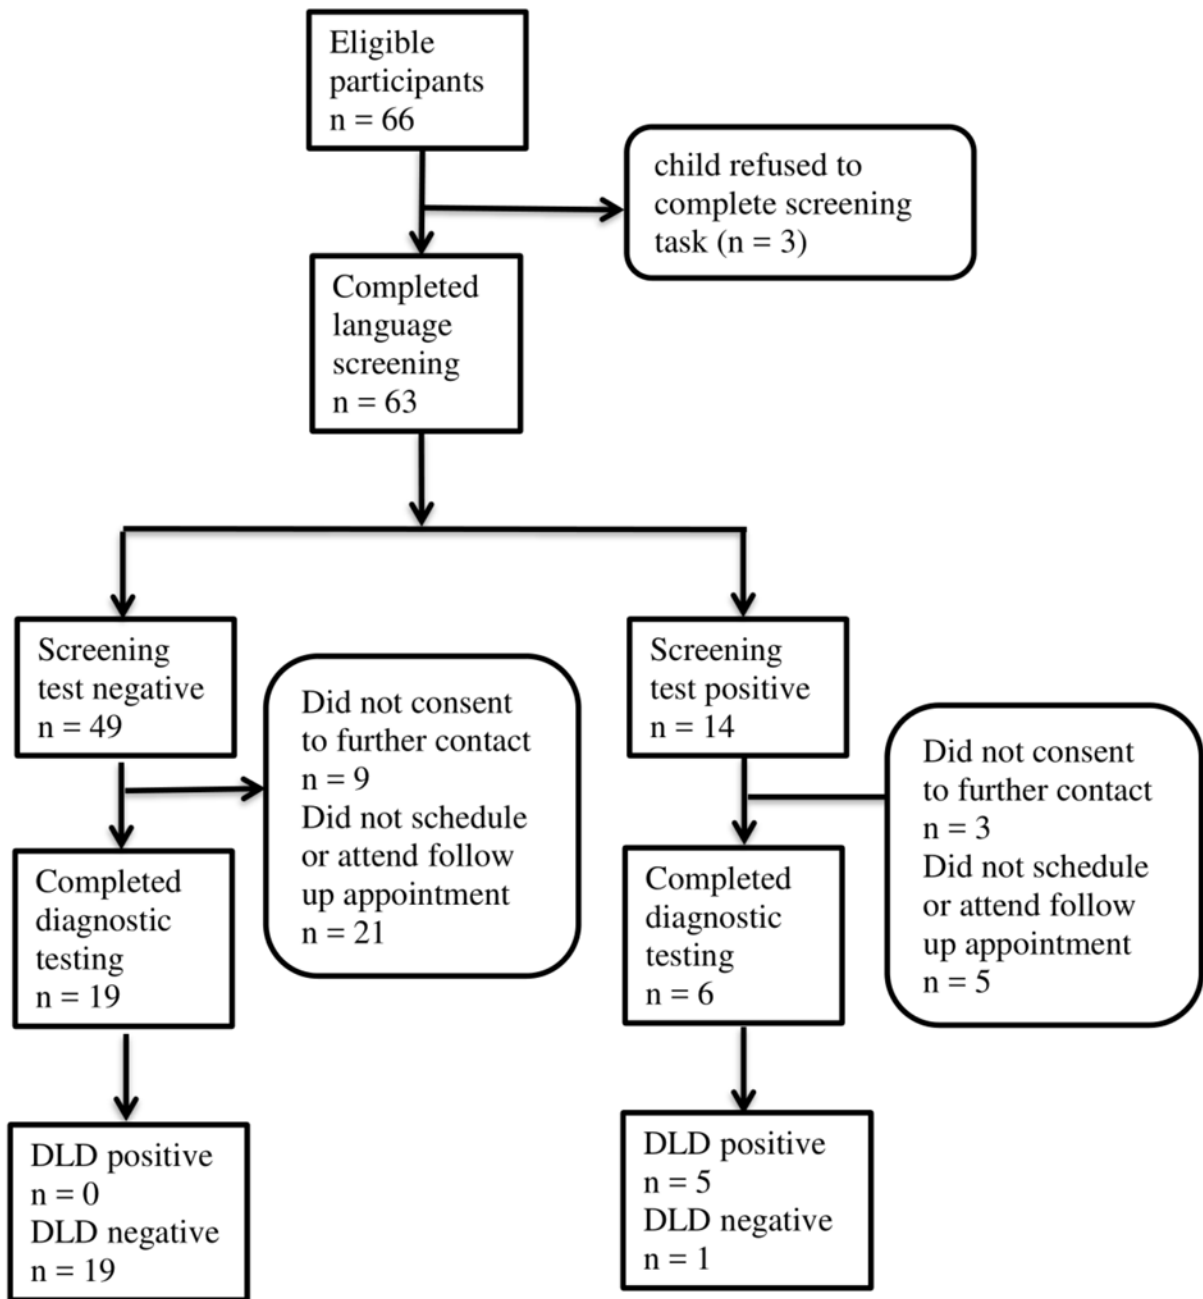 Eligible
participants
n = 66
child refused to
complete screening
task (n = 3)
Completed
language
screening
n = 63
Screening
test negative
n = 49
Did not consent
to further contact
n = 9
Did not schedule
or attend follow
up appointment
n = 21
Screening
test positive
n = 14
Did not consent
to further contact
n = 3
Did not schedule
or attend follow
up appointment
n = 5
Completed
diagnostic
testing
n = 19
Completed
diagnostic
testing
n = 6
DLD positive
n = 0
DLD negative
n = 19
DLD positive
n = 5
DLD negative
n = 1